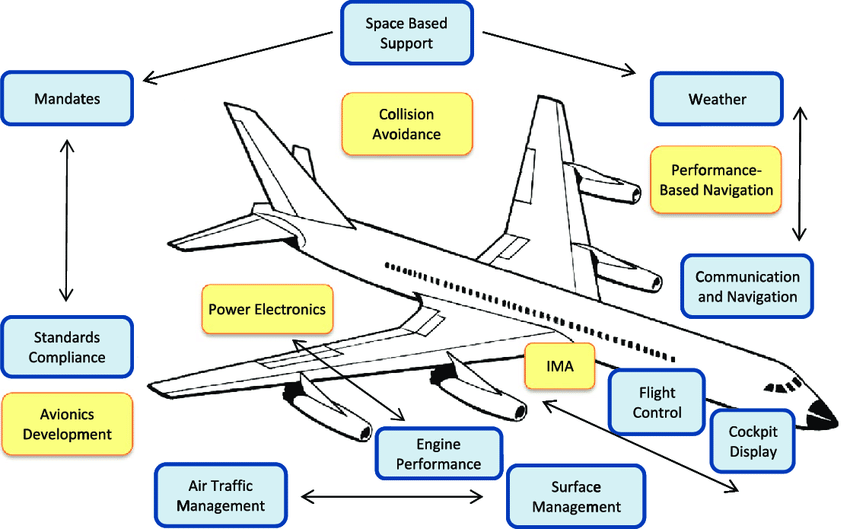 Space Based
Support
Mandates
Collision
Avoidance
Weather
Performance-
Based Navigation
Communication
and Navigation
Power Electronics
Standards
Compliance
IMA
Flight
Control
Avionics
Development
Cockpit
Display
Engine
Performance
Air Traffic
Management
Surface
Management